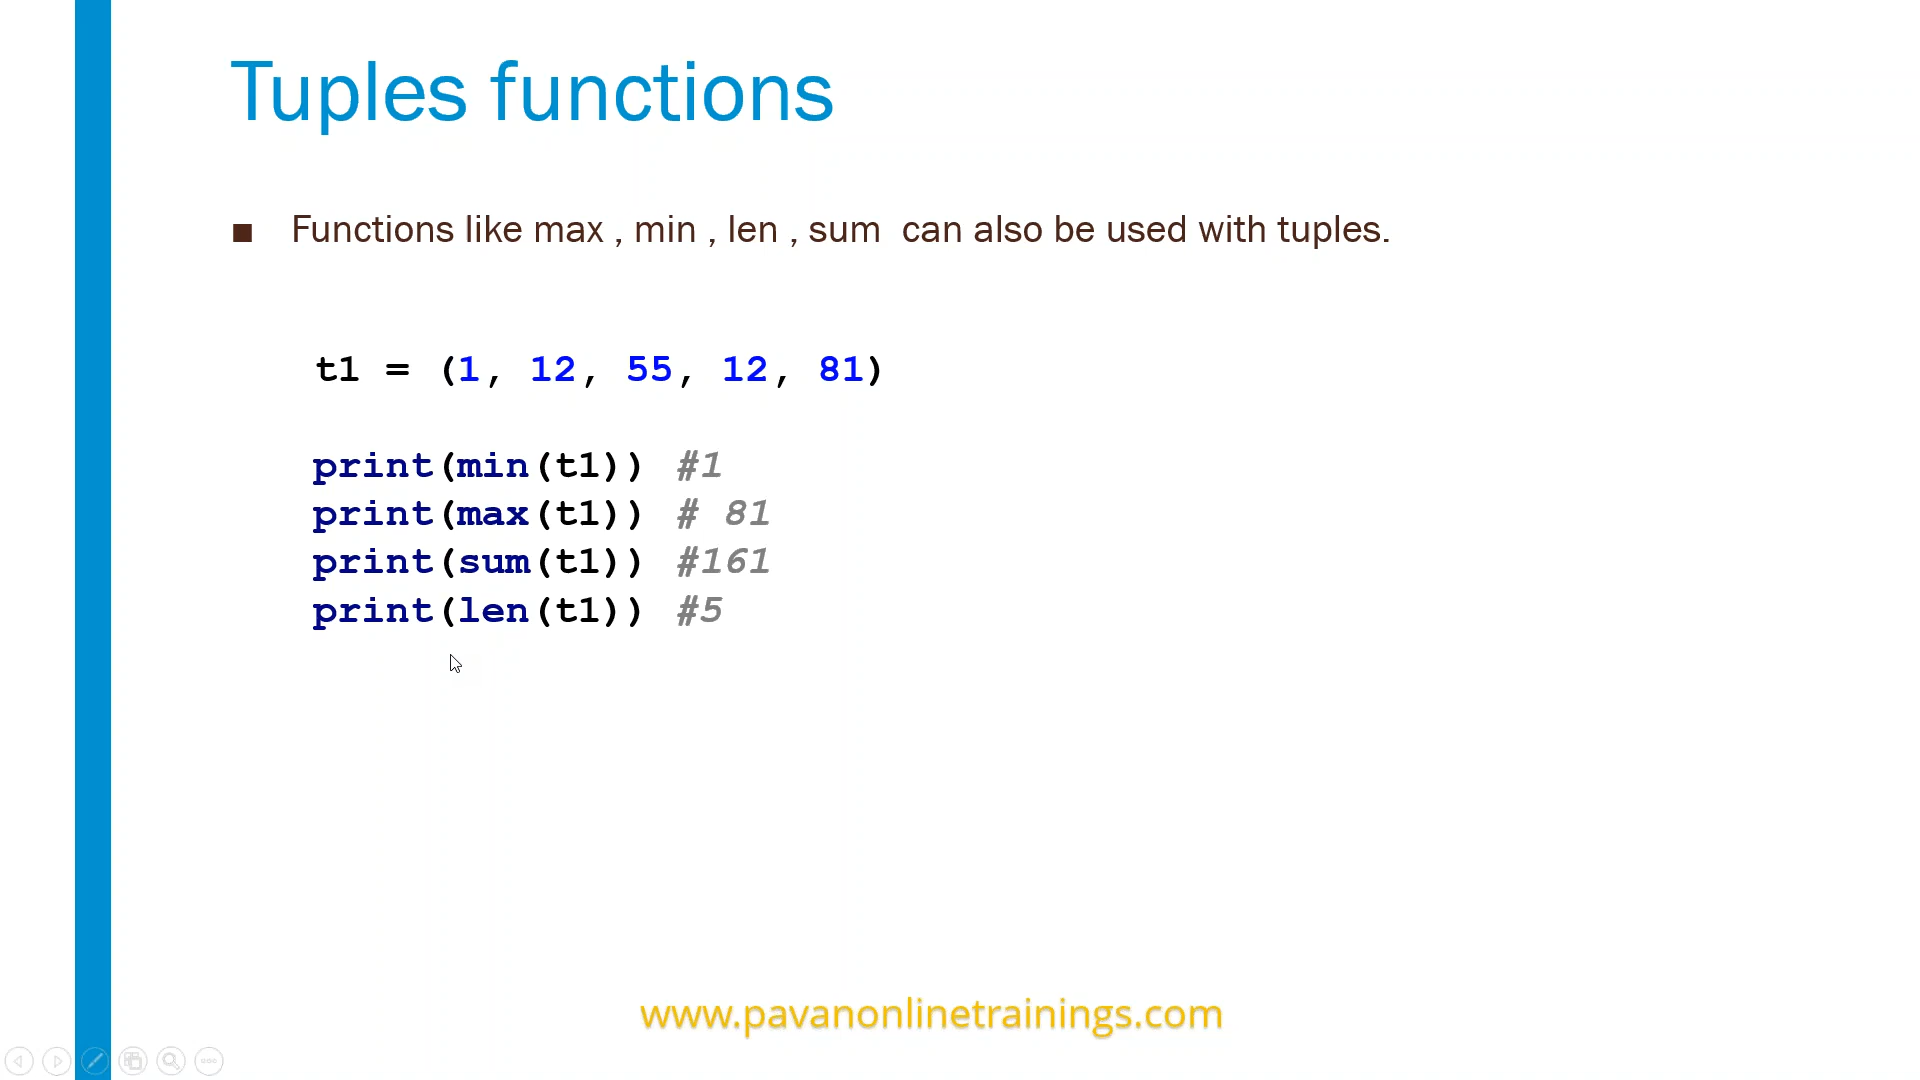 Tuples functions
■ Functions like max , min , len , sum can also be used with tuples.
t1 = (1, 12, 55, 12, 81)
print(min(t1)) #1
print(max(t1)) # 81
print(sum(t1)) #161
print(len(t1)) #5
www.pavanonlinetrainings.com